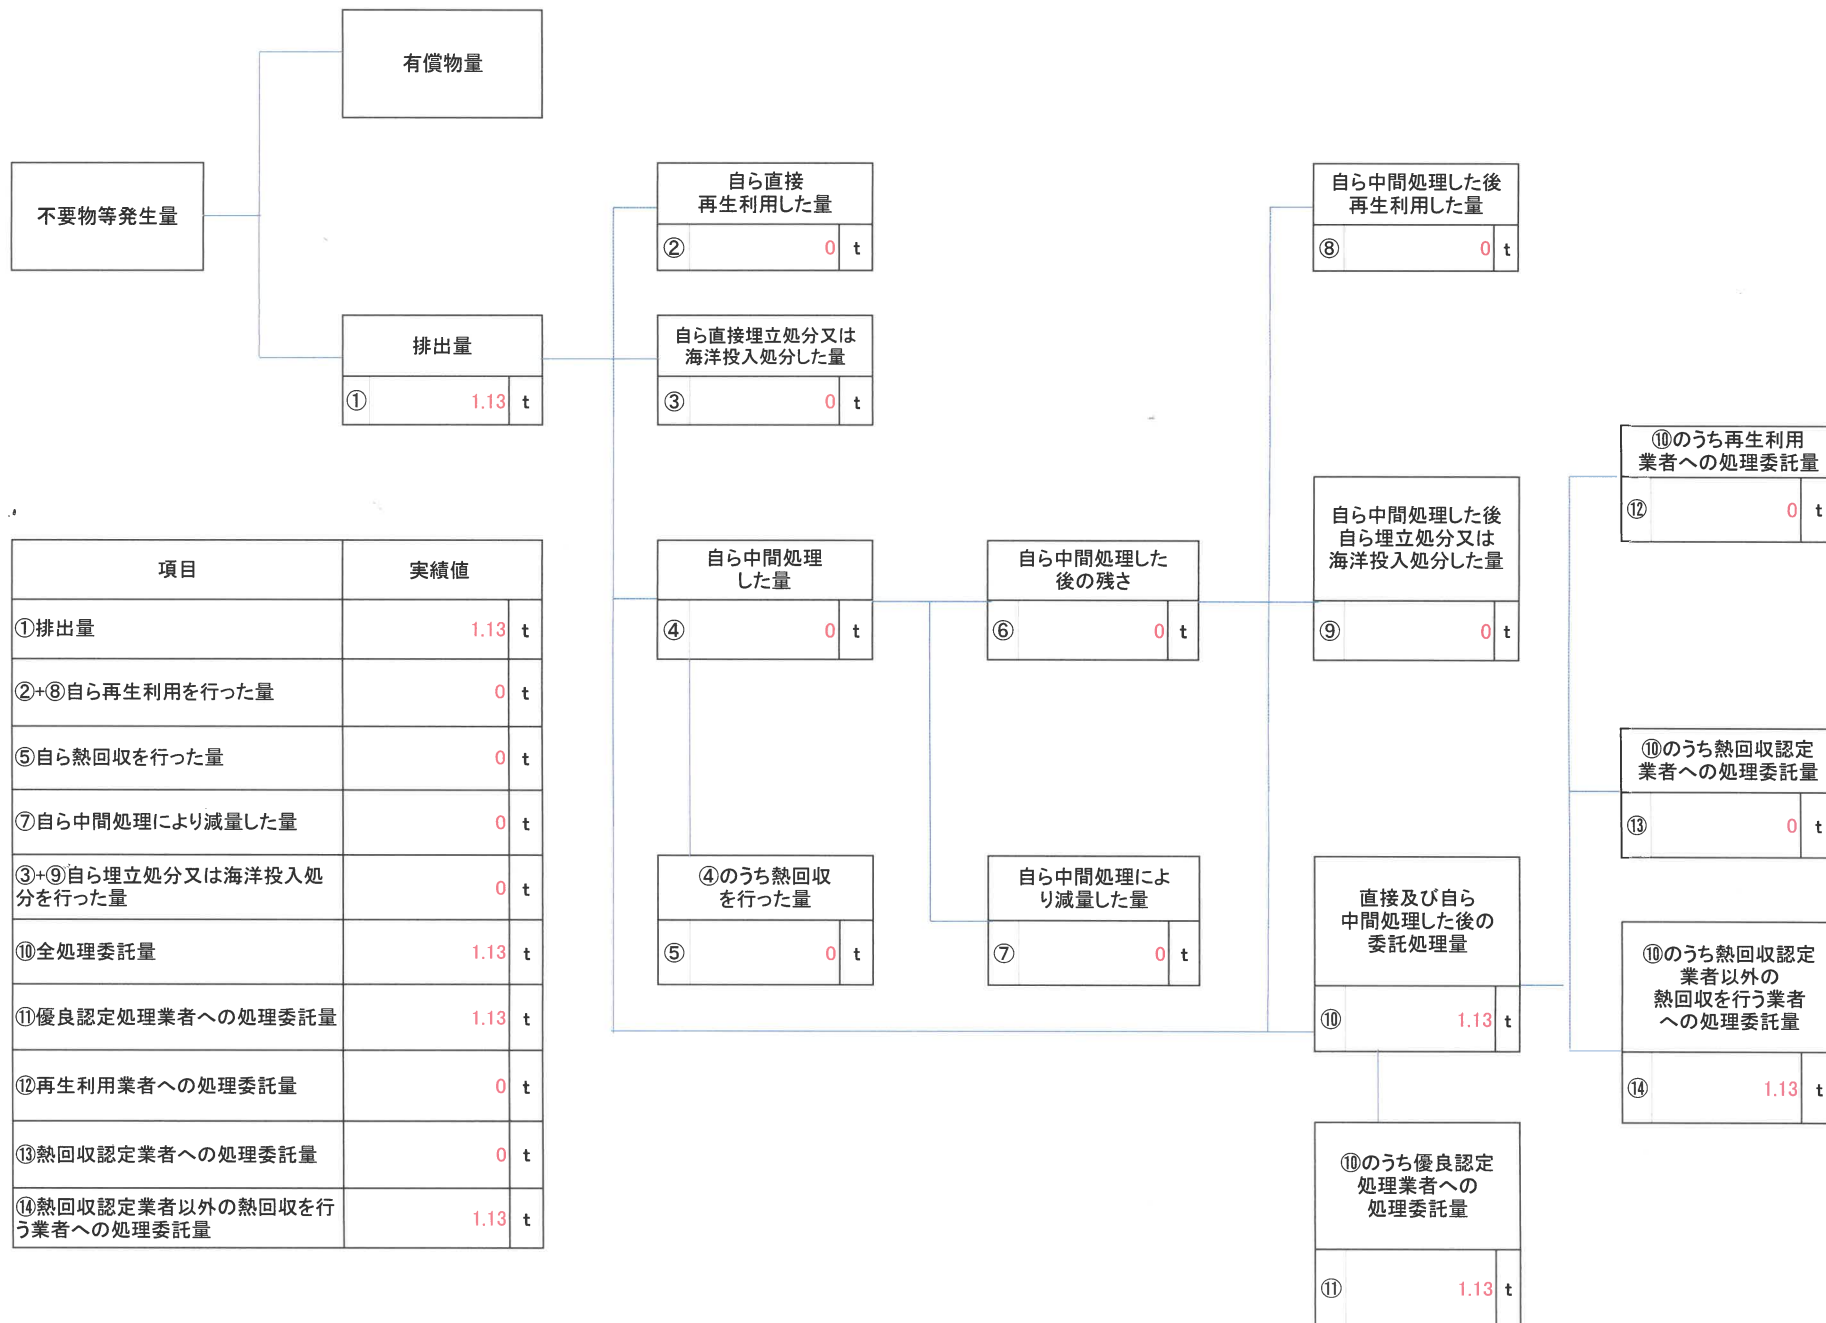 有償物量
不要物等発生量
排出量
① 1.13 t
自ら直接
再生利用した量
② 0 t
自ら直接埋立処分又は
海洋投入処分した量
③ 0 t
自ら中間処理
した量
④ 0 t
④のうち熱回収
を行った量
⑤ 0 t
自ら中間処理した
後の残さ
⑥ 0 t
自ら中間処理によ
り減量した量
⑦ 0 t
自ら中間処理した後
再生利用した量
⑧ 0 t
自ら中間処理した後
自ら埋立処分又は
海洋投入処分した量
⑨ 0 t
直接及び自ら
中間処理した後の
委託処理量
⑩ 1.13 t
⑩のうち優良認定
処理業者への
処理委託量
⑪ 1.13 t
⑩のうち再生利用
業者への処理委託量
⑫ 0 t
⑩のうち熱回収認定
業者への処理委託量
⑬ 0 t
⑩のうち熱回収認定
業者以外の
熱回収を行う業者
への処理委託量
⑭ 1.13 t
項目 実績値
①排出量 1.13 t
②+⑧自ら再生利用を行った量 0 t
⑤自ら熱回収を行った量 0 t
⑦自ら中間処理により減量した量 0 t
③+⑨自ら埋立処分又は海洋投入処
分を行った量 0 t
⑩全処理委託量 1.13 t
⑪優良認定処理業者への処理委託量 1.13 t
⑫再生利用業者への処理委託量 0 t
⑬熱回収認定業者への処理委託量 0 t
⑭熱回収認定業者以外の熱回収を行
う業者への処理委託量 1.13 t